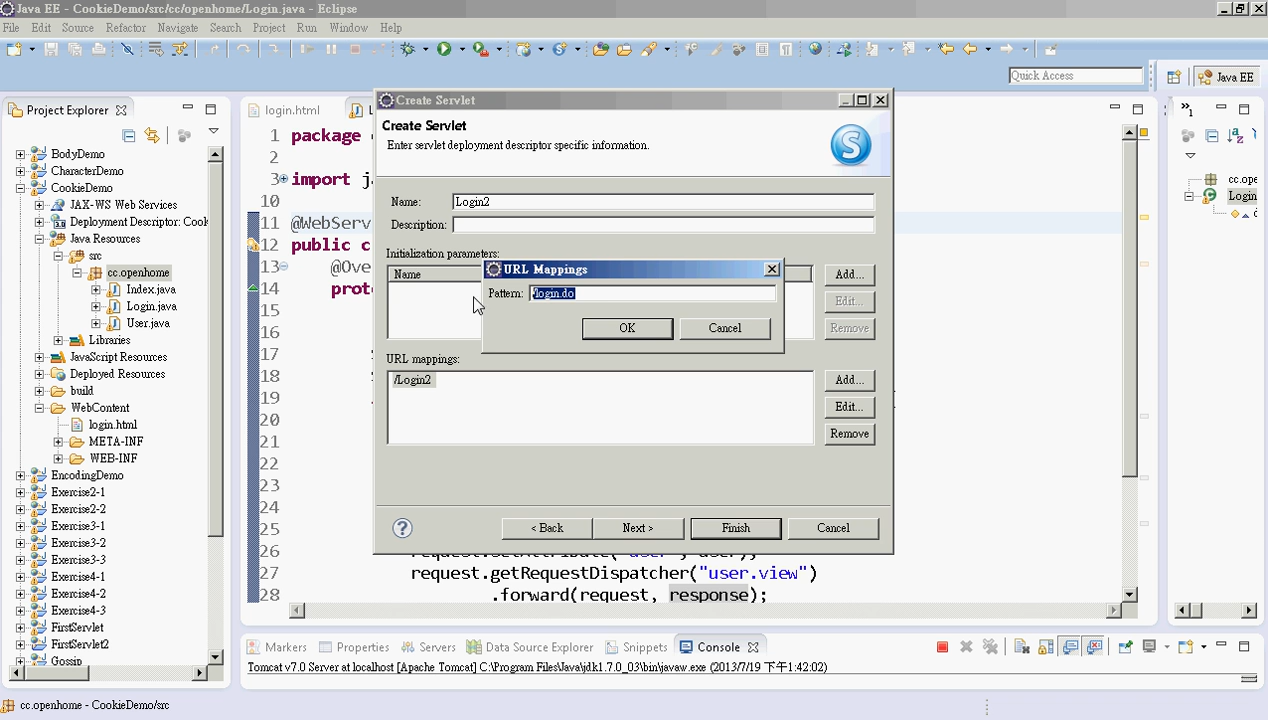 Java EE - CookieDemo/src/cc/openhome/Login.java - Eclipse
File Edit Source Refactor Navigate Search Project Run Window Help
Quick Access
Java EE
Project Explorer
BodyDemo
CharacterDemo
CookieDemo
JAX-WS Web Services
Deployment Descriptor: Cook
Java Resources
src
cc.openhome
Index.java
Login.java
User.java
Libraries
JavaScript Resources
Deployed Resources
build
WebContent
login.html
META-INF
WEB-INF
EncodingDemo
Exercise2-1
Exercise2-2
Exercise3-1
Exercise3-2
Exercise3-3
Exercise4-1
Exercise4-2
Exercise4-3
FirstServlet
FirstServlet2
Gossip
login.html
1 package
2
3 import j
10
11 @WebServ
12 public c
13 @Ove
14 prote
15
16
17
18
19
20
21
22
23
24
25
26 request.setAttribute("user", user);
27 request.getRequestDispatcher("user.view")
28 .forward(request, response);
Create Servlet
Create Servlet
Enter servlet deployment descriptor specific information.
Name: Login2
Description:
Initialization parameters:
Name
Add...
Edit...
Remove
URL Mappings
Pattern: /login.do
OK Cancel
URL mappings:
/Login2
Add...
Edit...
Remove
< Back Next > Finish Cancel
cc.ope
Login
Markers Properties Servers Data Source Explorer Snippets Console
Tomcat v7.0 Server at localhost [Apache Tomcat] C:\Program Files\Java\jdk1.7.0_03\bin\javaw.exe (2013/7/19 下午1:42:02)
cc.openhome - CookieDemo/src